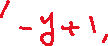 ' - y + 1,